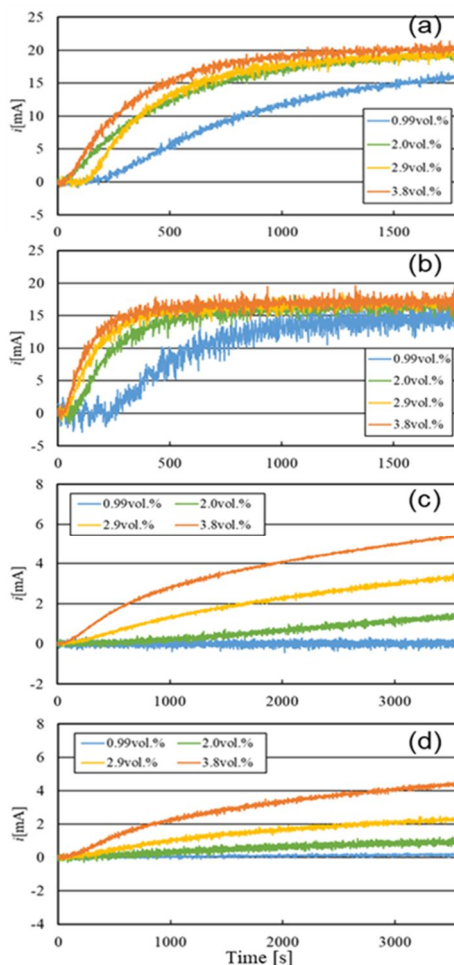 (a)
25
20
15
10
5
0
-5
i[mA]
0.99vol.%
2.0vol.%
2.9vol.%
3.8vol.%
0 500 1000 1500
(b)
25
20
15
10
5
0
-5
i[mA]
0.99vol.%
2.0vol.%
2.9vol.%
3.8vol.%
0 500 1000 1500
(c)
8
6
4
2
0
-2
i[mA]
0.99vol.% 2.0vol.%
2.9vol.% 3.8vol.%
0 1000 2000 3000
(d)
8
6
4
2
0
-2
-4
i[mA]
0.99vol.% 2.0vol.%
2.9vol.% 3.8vol.%
0 1000 2000 3000
Time [s]